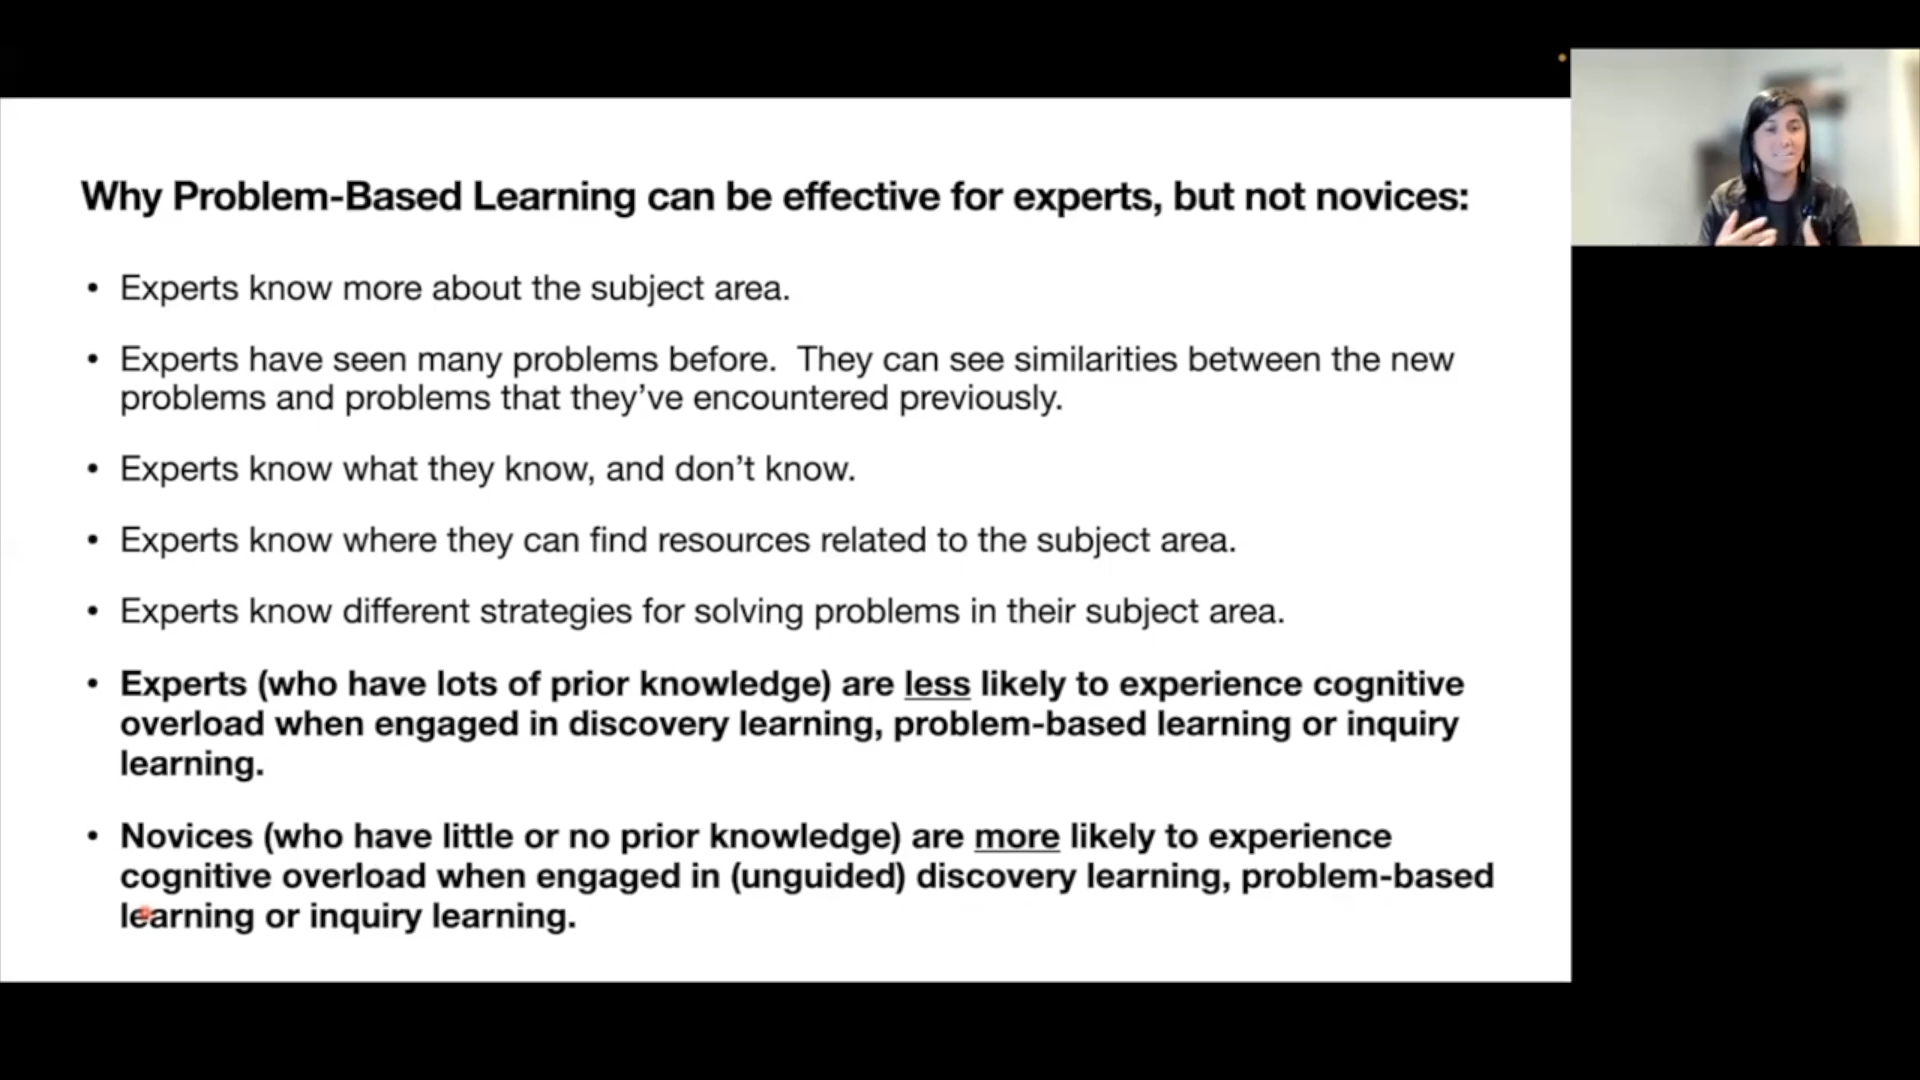 Why Problem-Based Learning can be effective for experts, but not novices:
• Experts know more about the subject area.
• Experts have seen many problems before.  They can see similarities between the new
problems and problems that they’ve encountered previously.
• Experts know what they know, and don’t know.
• Experts know where they can find resources related to the subject area.
• Experts know different strategies for solving problems in their subject area.
• Experts (who have lots of prior knowledge) are less likely to experience cognitive
overload when engaged in discovery learning, problem-based learning or inquiry
learning.
• Novices (who have little or no prior knowledge) are more likely to experience
cognitive overload when engaged in (unguided) discovery learning, problem-based
learning or inquiry learning.